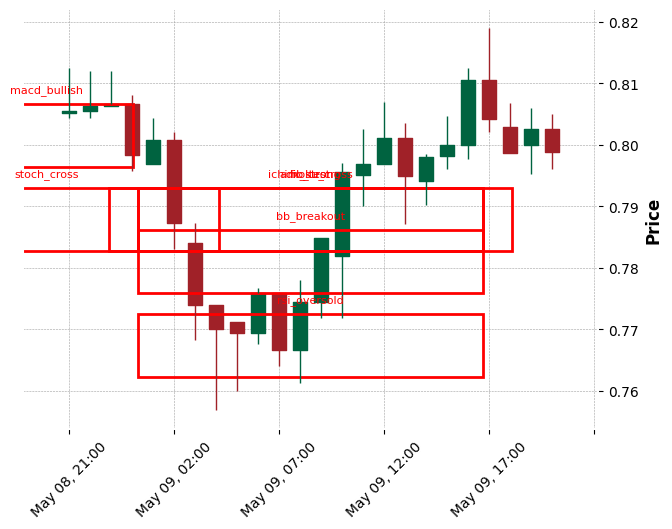 0.82
macd_bullish
0.81
0.80
stoch_cross
0.79
bb_breakout
0.78
0.77
0.76
Price
May 08, 21:00
May 09, 02:00
May 09, 07:00
May 09, 12:00
May 09, 17:00